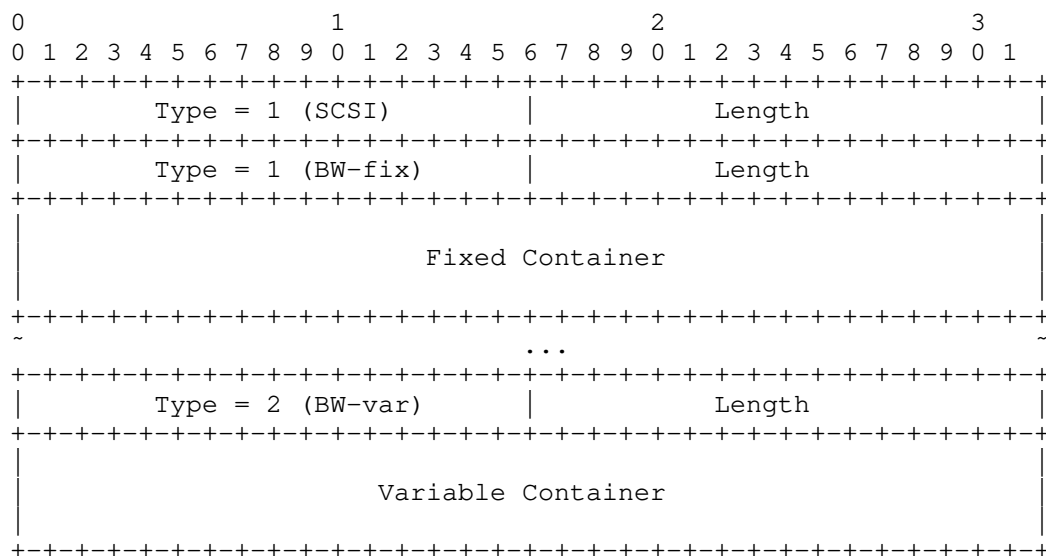 0                   1                   2                   3
0 1 2 3 4 5 6 7 8 9 0 1 2 3 4 5 6 7 8 9 0 1 2 3 4 5 6 7 8 9 0 1
+-+-+-+-+-+-+-+-+-+-+-+-+-+-+-+-+-+-+-+-+-+-+-+-+-+-+-+-+-+-+-+-+
|        Type = 1 (SCSI)        |           Length              |
+-+-+-+-+-+-+-+-+-+-+-+-+-+-+-+-+-+-+-+-+-+-+-+-+-+-+-+-+-+-+-+-+
|        Type = 1 (BW-fix)      |           Length              |
+-+-+-+-+-+-+-+-+-+-+-+-+-+-+-+-+-+-+-+-+-+-+-+-+-+-+-+-+-+-+-+-+
|                                                               |
|                         Fixed Container                       |
|                                                               |
+-+-+-+-+-+-+-+-+-+-+-+-+-+-+-+-+-+-+-+-+-+-+-+-+-+-+-+-+-+-+-+-+
~                               ...                             ~
+-+-+-+-+-+-+-+-+-+-+-+-+-+-+-+-+-+-+-+-+-+-+-+-+-+-+-+-+-+-+-+-+
|        Type = 2 (BW-var)      |           Length              |
+-+-+-+-+-+-+-+-+-+-+-+-+-+-+-+-+-+-+-+-+-+-+-+-+-+-+-+-+-+-+-+-+
|                                                               |
|                      Variable Container                       |
|                                                               |
+-+-+-+-+-+-+-+-+-+-+-+-+-+-+-+-+-+-+-+-+-+-+-+-+-+-+-+-+-+-+-+-+